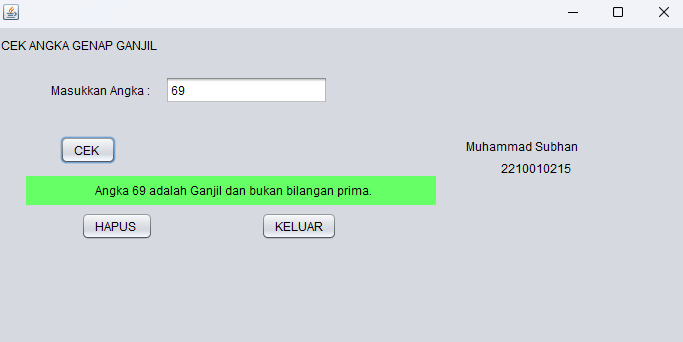 CEK ANGKA GENAP GANJIL
Masukkan Angka : 69
CEK
Muhammad Subhan
2210010215
Angka 69 adalah Ganjil dan bukan bilangan prima.
HAPUS KELUAR